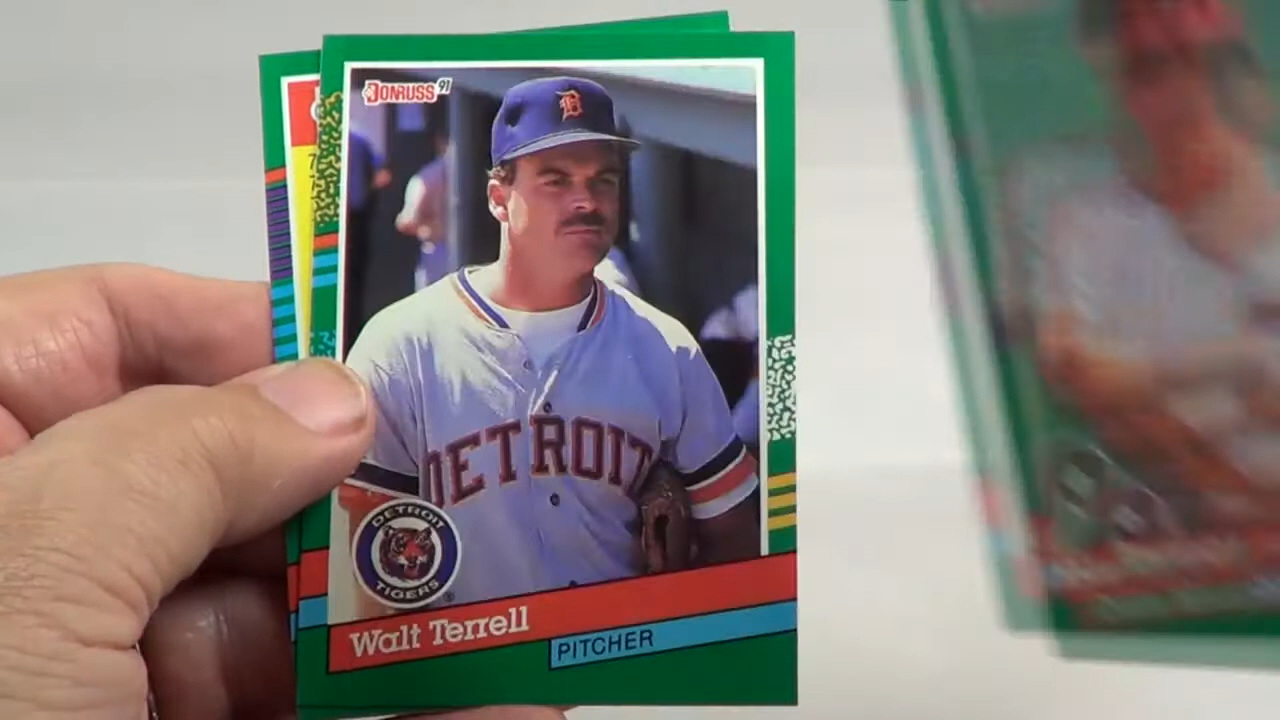 DONRUSS 91
DETROIT
DETROIT
TIGERS
Walt Terrell
PITCHER